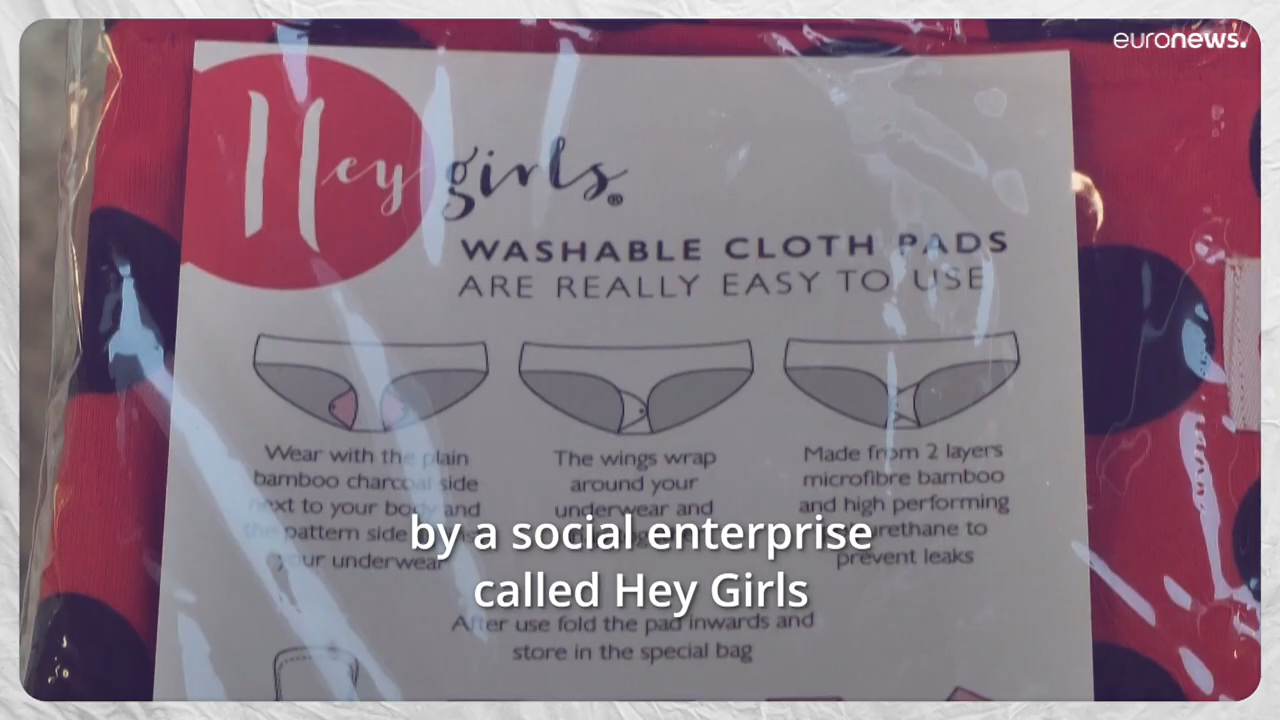 euronews.
Hey girls®
WASHABLE CLOTH PADS
ARE REALLY EASY TO USE
Wear with the plain
bamboo charcoal side
next to your body and
the pattern side
your underwear
The wings wrap
around your
underwear and
Made from 2 layers
microfibre bamboo
and high performing
to
prevent leaks
by a social enterprise
called Hey Girls
After use fold the pad inwards and
store in the special bag